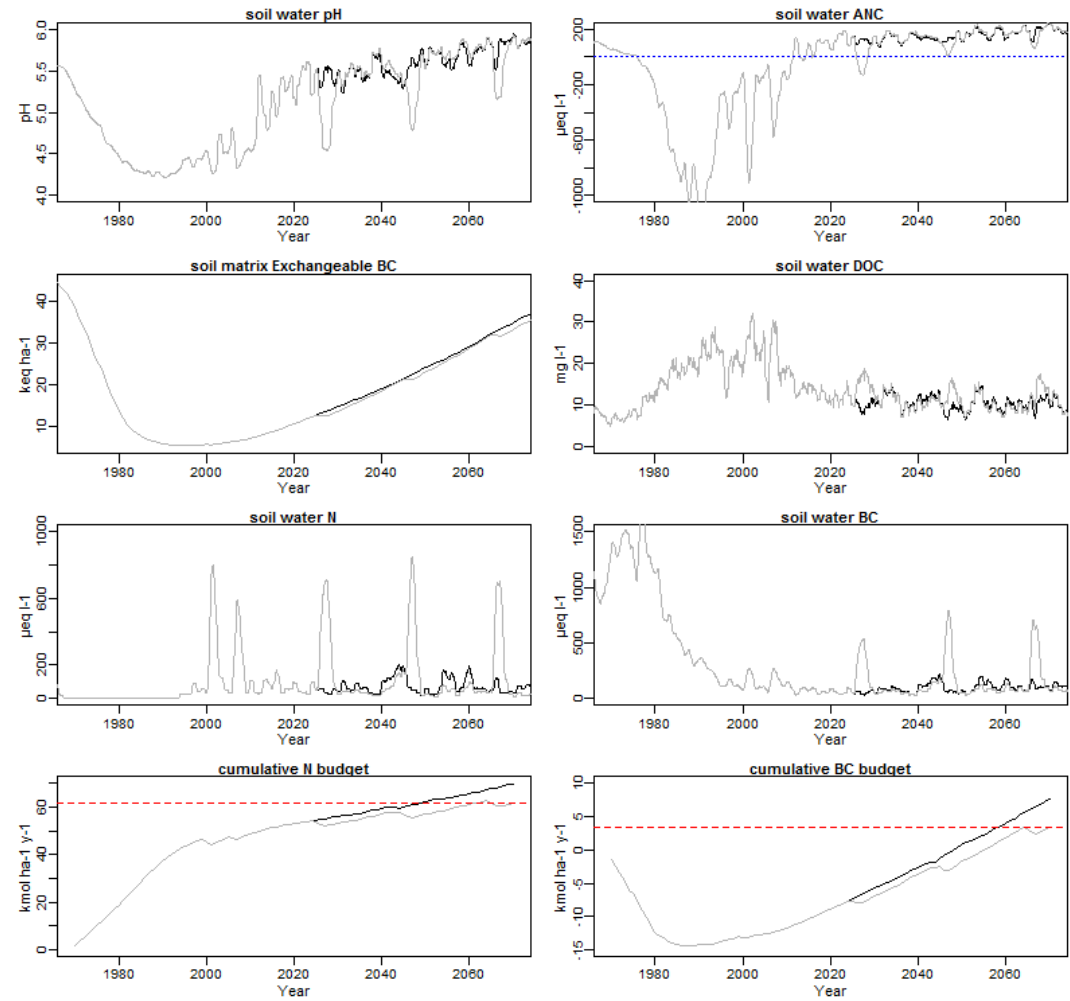 soil water pH
pH
6.0
5.5
5.0
4.5
4.0
1980 2000 2020 2040 2060
Year
soil water ANC
µeq l-1
200
-200
-600
-1000
1980 2000 2020 2040 2060
Year
soil matrix Exchangeable BC
keq ha-1
40
30
20
10
1980 2000 2020 2040 2060
Year
soil water DOC
mg l-1
40
30
20
10
0
1980 2000 2020 2040 2060
Year
soil water N
µeq l-1
1000
600
200
0
1980 2000 2020 2040 2060
Year
soil water BC
µeq l-1
1500
1000
500
0
1980 2000 2020 2040 2060
Year
cumulative N budget
kmol ha-1 y-1
60
40
20
0
1980 2000 2020 2040 2060
Year
cumulative BC budget
kmol ha-1 y-1
10
5
0
-5
-10
-15
1980 2000 2020 2040 2060
Year